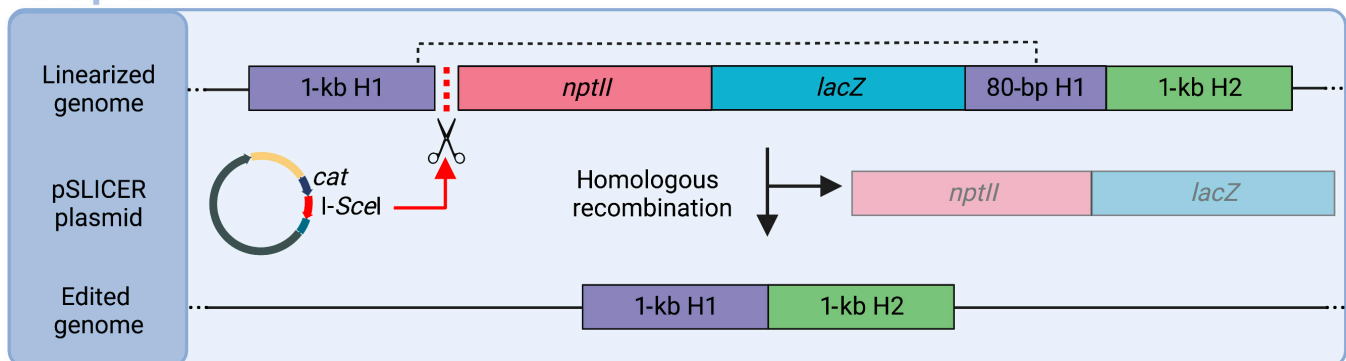 Linearized
genome
1-kb H1
nptII
lacZ
80-bp H1
1-kb H2
pSLICER
plasmid
cat
I-SceI
Homologous
recombination
nptII
lacZ
Edited
genome
1-kb H1
1-kb H2